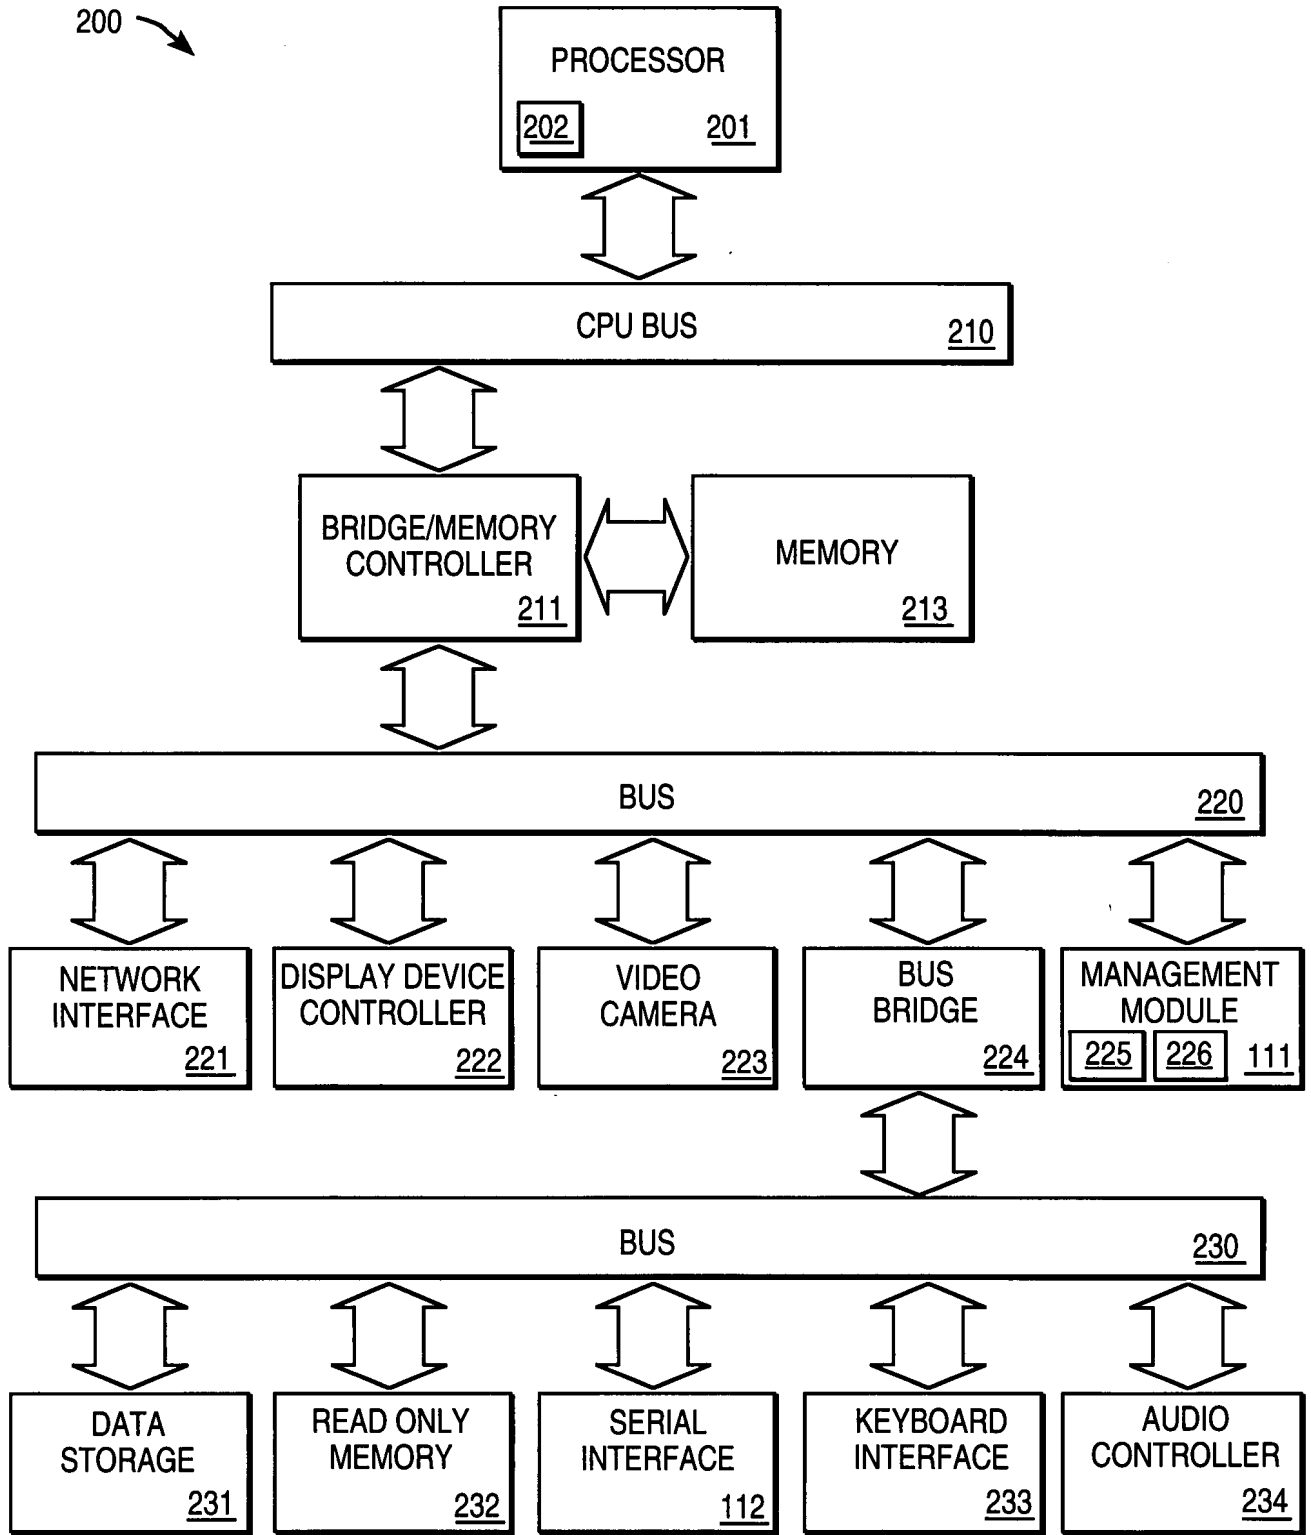 200
PROCESSOR
202
201
CPU BUS
210
BRIDGE/MEMORY
CONTROLLER
211
MEMORY
213
BUS
220
NETWORK
INTERFACE
221
DISPLAY DEVICE
CONTROLLER
222
VIDEO
CAMERA
223
BUS
BRIDGE
224
MANAGEMENT
MODULE
225
226
111
BUS
230
DATA
STORAGE
231
READ ONLY
MEMORY
232
SERIAL
INTERFACE
112
KEYBOARD
INTERFACE
233
AUDIO
CONTROLLER
234